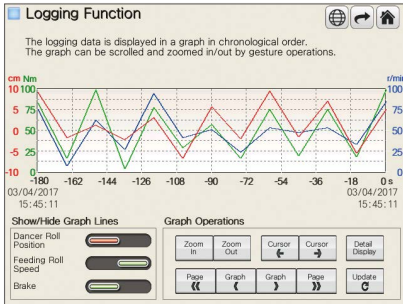 Logging Function
The logging data is displayed in a graph in chronological order.
The graph can be scrolled and zoomed in/out by gesture operations.
cm Nm r/min
10 100 100
5 75 75
0 50 50
-5 25 25
-10 0 0
-180 -162 -144 -126 -108 -90 -72 -54 -36 -18 0 s
03/04/2017 03/04/2017
15:45:11 15:45:11
Show/Hide Graph Lines Graph Operations
Dancer Roll
Position
Feeding Roll
Speed
Brake
Zoom In
Zoom Out
Cursor
Cursor
Detail Display
Page
Graph
Graph
Page
Update